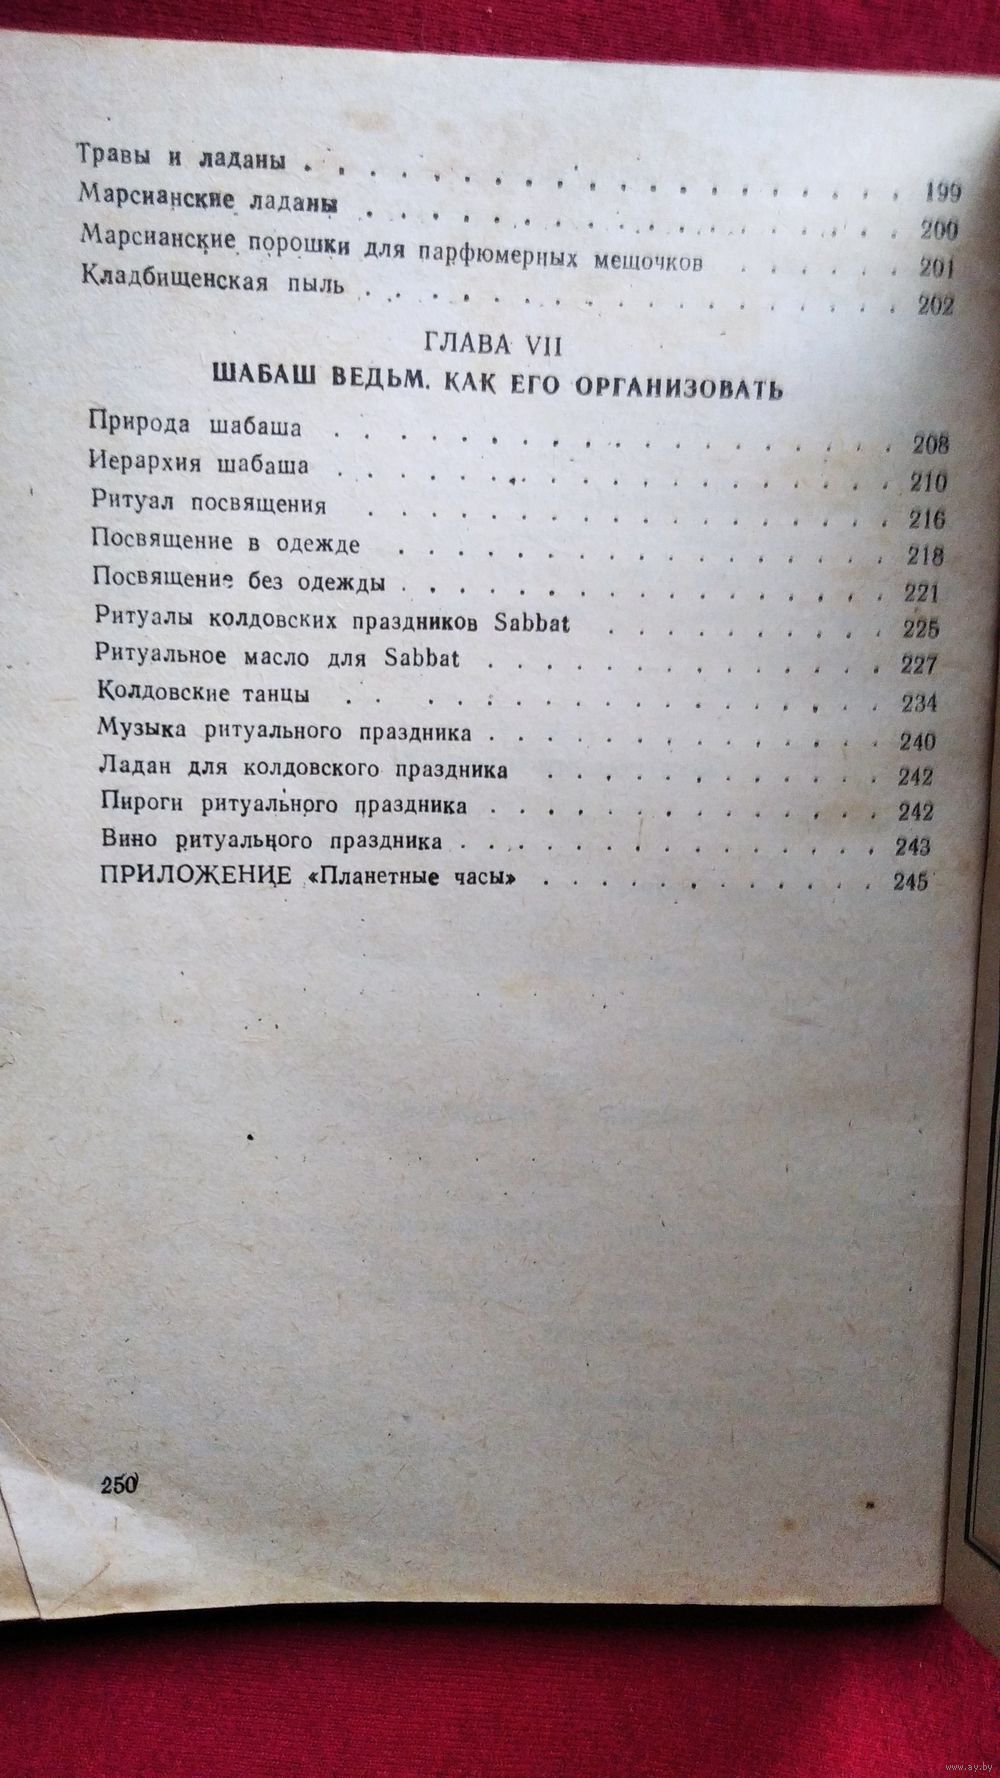 Травы и ладаны . . . . . . . . . . . . . . . . . . 199
Марсианские ладаны . . . . . . . . . . . . . . . . 200
Марсианские порошки для парфюмерных мешочков . . . . . . 201
Кладбищенская пыль . . . . . . . . . . . . . . . . 202
ГЛАВА VII
ШАБАШ ВЕДЬМ. КАК ЕГО ОРГАНИЗОВАТЬ
Природа шабаша . . . . . . . . . . . . . . . . . 208
Иерархия шабаша . . . . . . . . . . . . . . . . . 210
Ритуал посвящения . . . . . . . . . . . . . . . . 216
Посвящение в одежде . . . . . . . . . . . . . . . 218
Посвящение без одежды . . . . . . . . . . . . . . . 221
Ритуалы колдовских праздников Sabbat . . . . . . . . . 225
Ритуальное масло для Sabbat . . . . . . . . . . . . . 227
Колдовские танцы . . . . . . . . . . . . . . . . 234
Музыка ритуального праздника . . . . . . . . . . . . . 240
Ладан для колдовского праздника . . . . . . . . . . . 242
Пироги ритуального праздника . . . . . . . . . . . . . 242
Вино ритуального праздника . . . . . . . . . . . . . . 243
ПРИЛОЖЕНИЕ «Планетные часы» . . . . . . . . . . . . 245
250
www.ay.by